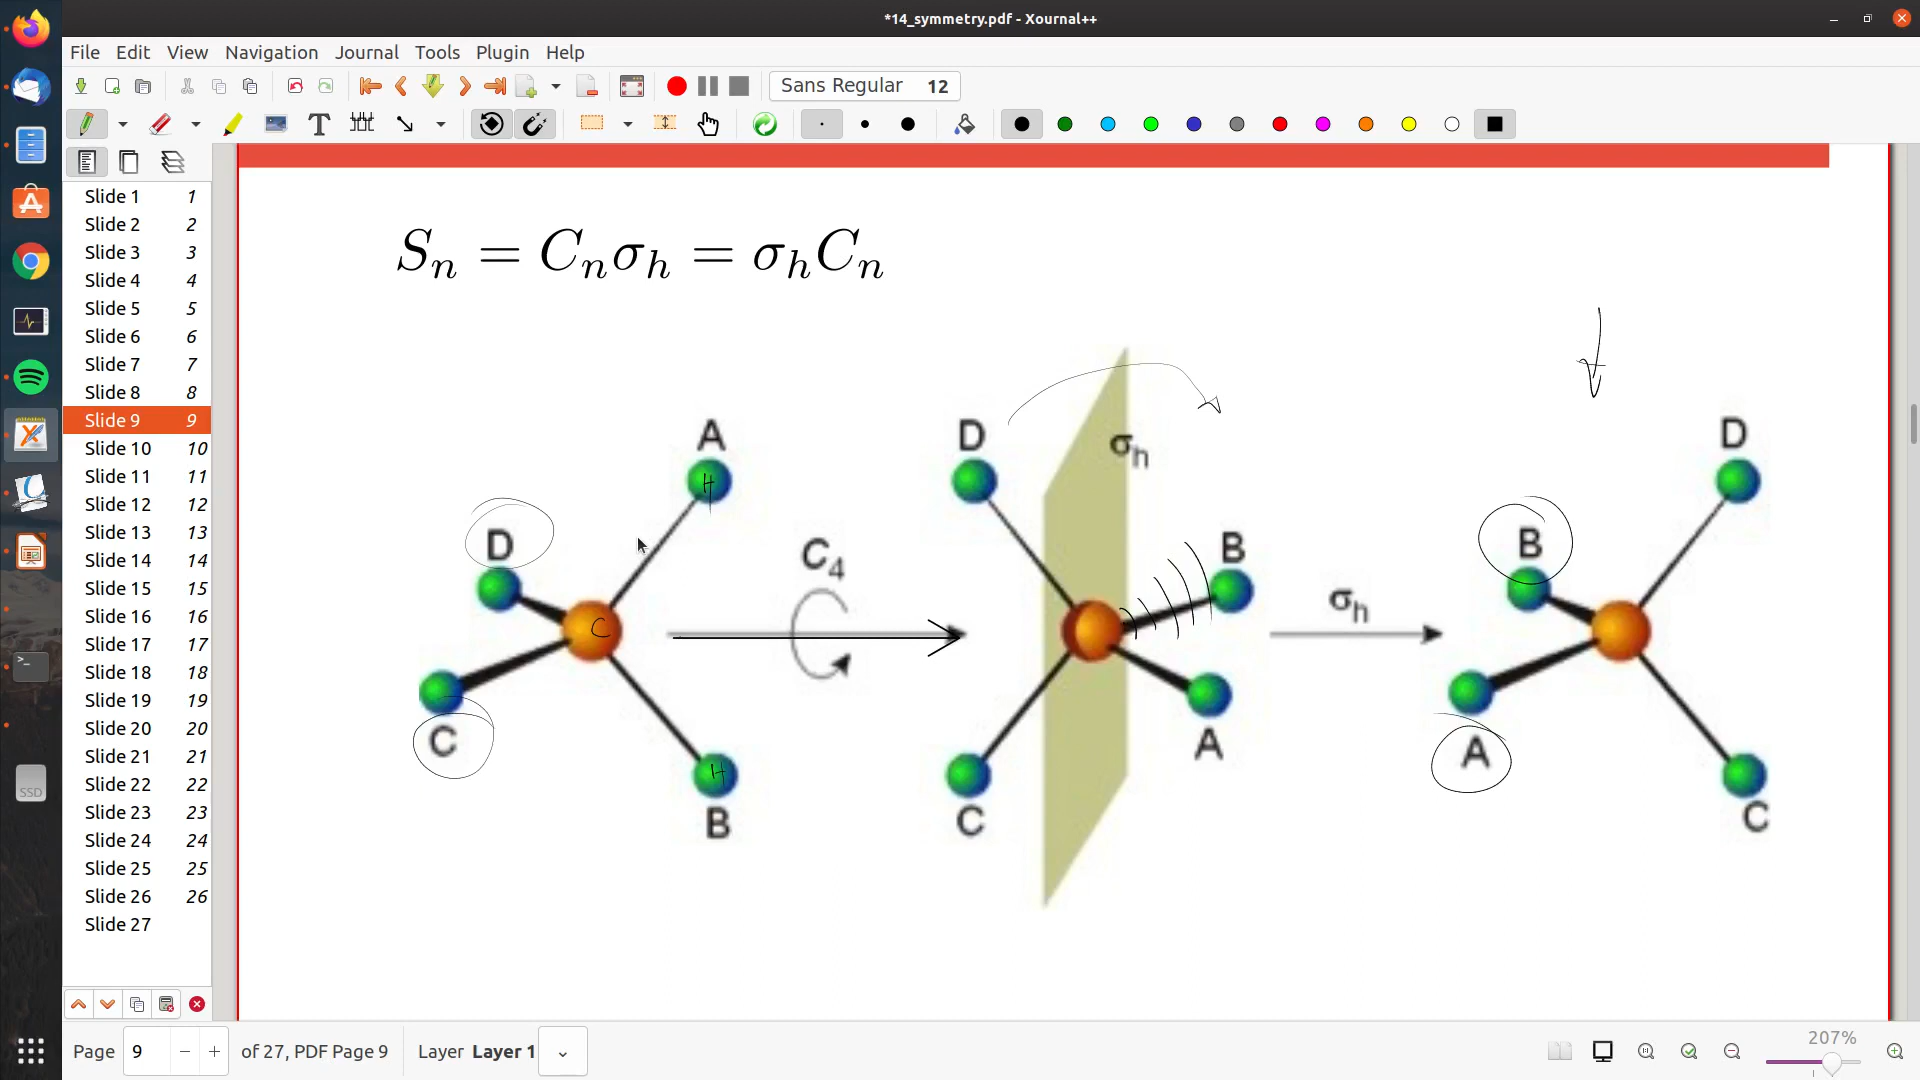 *14_symmetry.pdf - Xournal++
File Edit View Navigation Journal Tools Plugin Help
Sans Regular 12
Slide 1 1
Slide 2 2
Slide 3 3
Slide 4 4
Slide 5 5
Slide 6 6
Slide 7 7
Slide 8 8
Slide 9 9
Slide 10 10
Slide 11 11
Slide 12 12
Slide 13 13
Slide 14 14
Slide 15 15
Slide 16 16
Slide 17 17
Slide 18 18
Slide 19 19
Slide 20 20
Slide 21 21
Slide 22 22
Slide 23 23
Slide 24 24
Slide 25 25
Slide 26 26
Slide 27
Sₙ = Cₙσₕ = σₕCₙ
A
H
D
C
C
H
B
C₄
D
σₕ
B
A
C
σₕ
D
B
A
C
SSD
Page 9 of 27, PDF Page 9 Layer Layer 1
207%